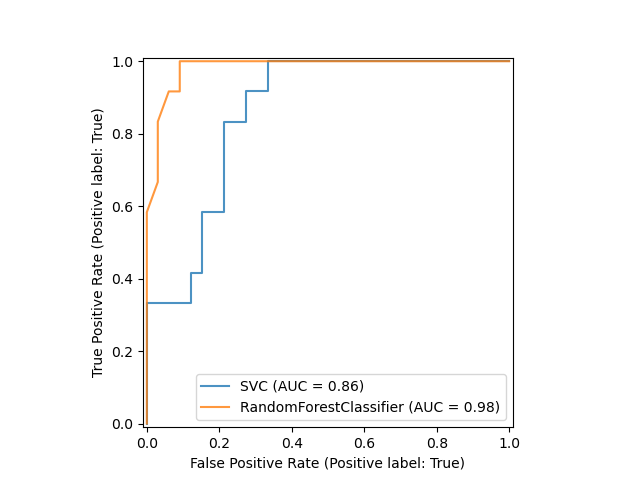 1.0
0.8
0.6
0.4
0.2
0.0
True Positive Rate (Positive label: True)
SVC (AUC = 0.86)
RandomForestClassifier (AUC = 0.98)
0.0 0.2 0.4 0.6 0.8 1.0
False Positive Rate (Positive label: True)